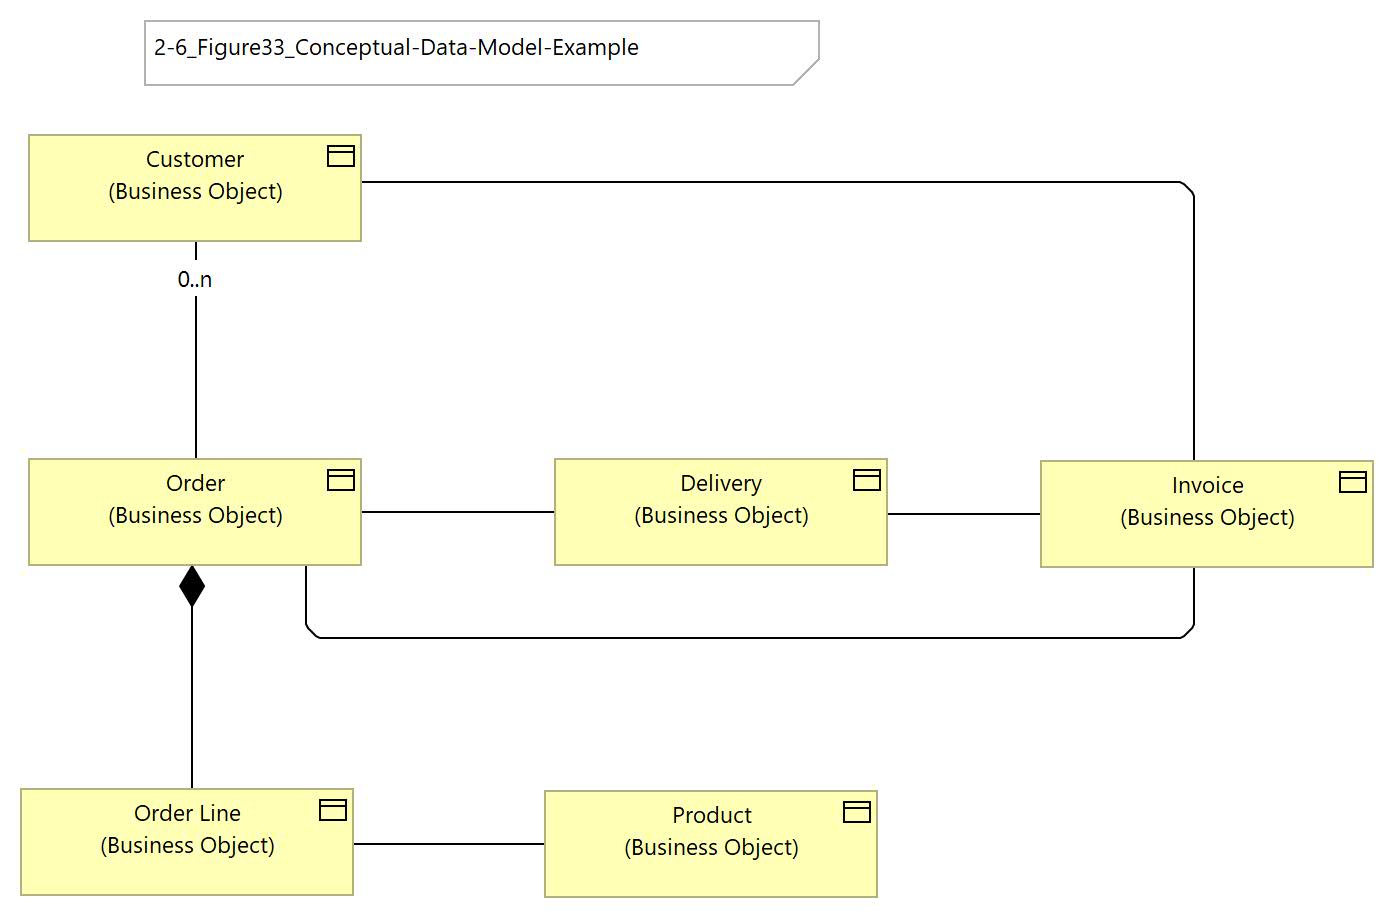 2-6_Figure33_Conceptual-Data-Model-Example
Customer
(Business Object)
0..n
Order
(Business Object)
Delivery
(Business Object)
Invoice
(Business Object)
Order Line
(Business Object)
Product
(Business Object)